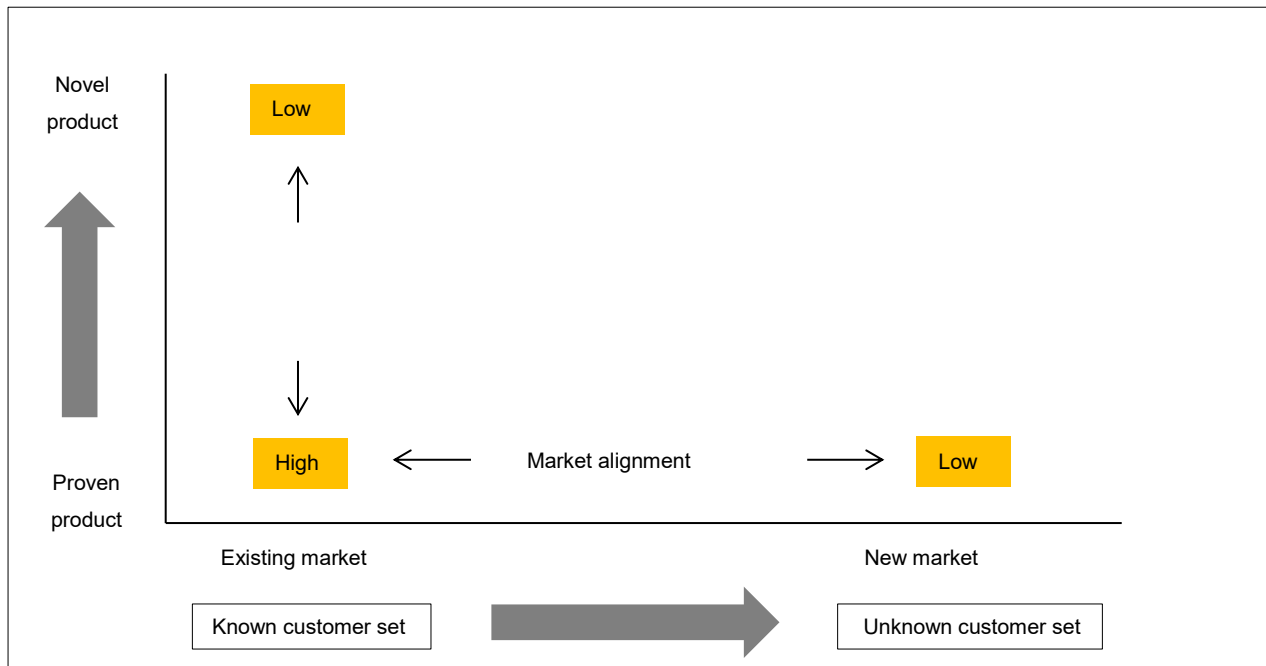 Novel
product
Low
High
Market alignment
Low
Proven
product
Existing market
New market
Known customer set
Unknown customer set